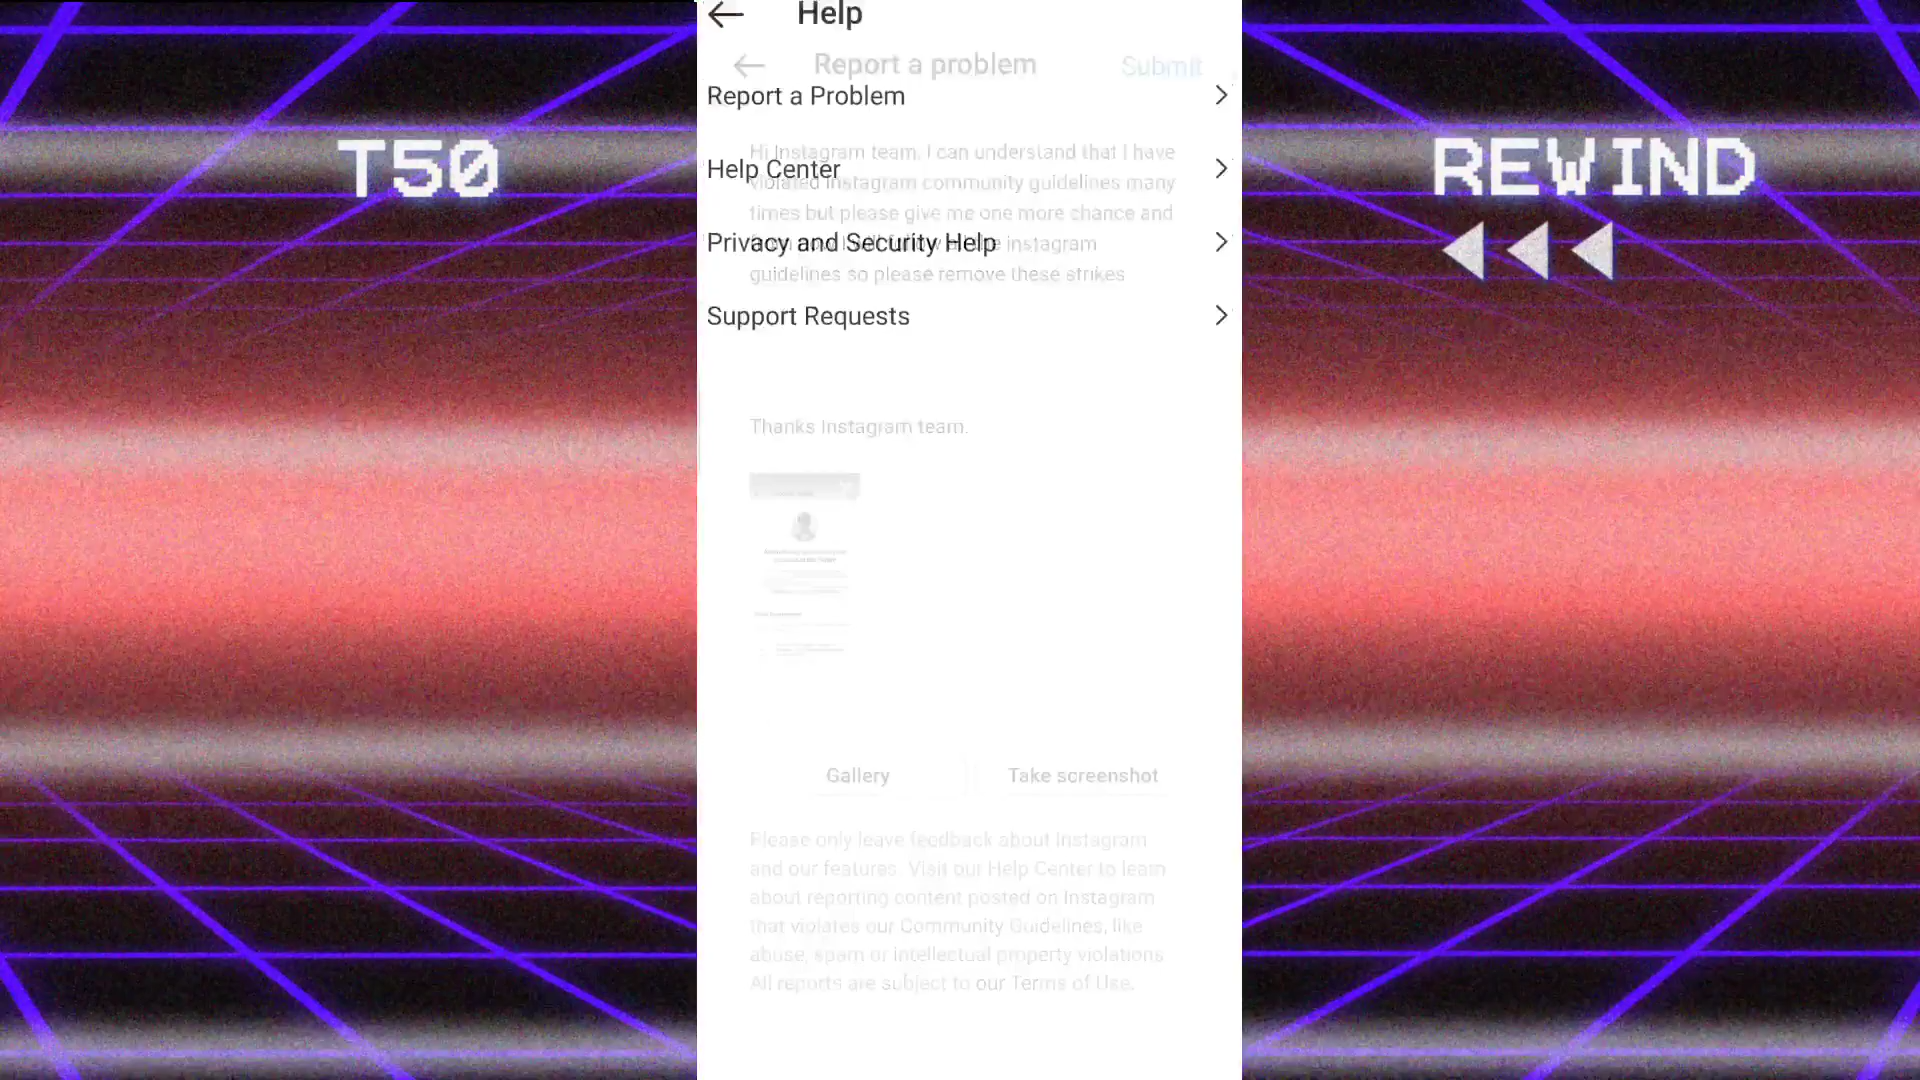 T50
REWIND
Help
Report a problem
Submit
Report a Problem
Hi Instagram team, I can understand that I have
Help Center
violated instagram community guidelines many
times but please give me one more chance and
Privacy and Security Help
instagram
guidelines so please remove these strikes
Support Requests
Thanks Instagram team.
Gallery
Take screenshot
Please only leave feedback about Instagram
and our features. Visit our Help Center to learn
about reporting content posted on Instagram
that violates our Community Guidelines, like
abuse, spam or intellectual property violations
All reports are subject to our Terms of Use.